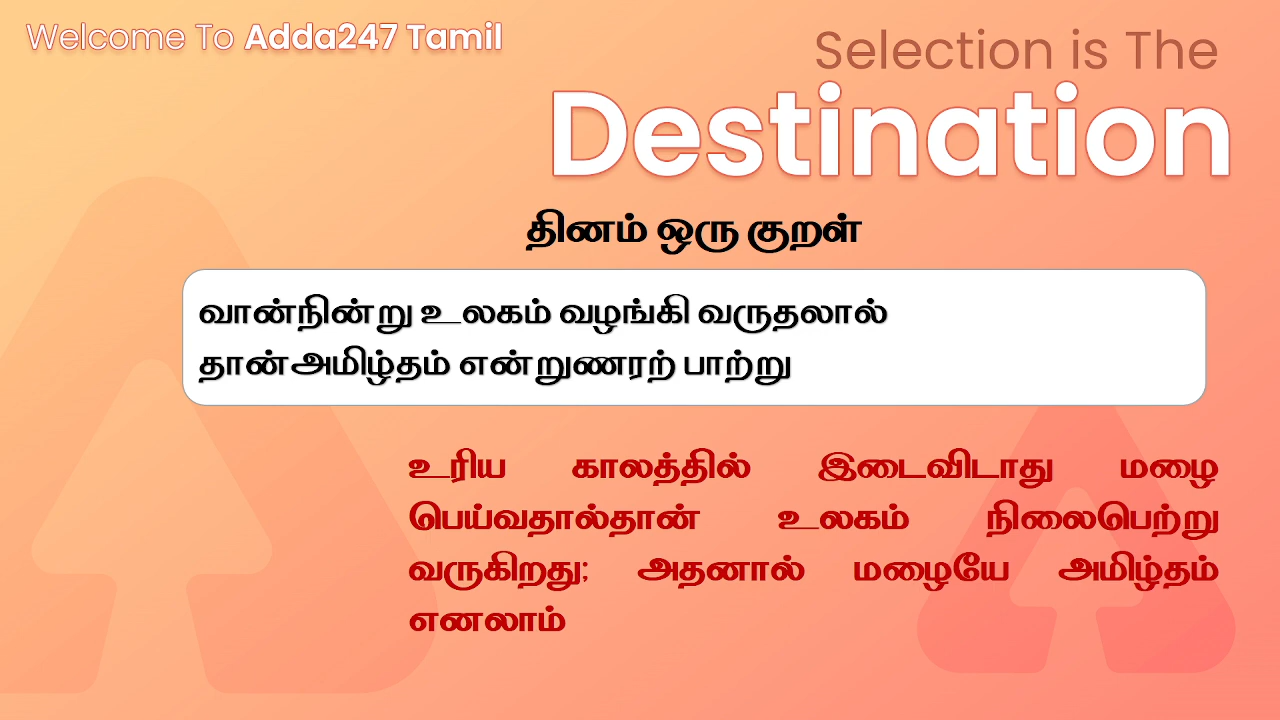 Welcome To Adda247 Tamil
Selection is The
Destination
தினம் ஒரு குறள்
வான்நின்று உலகம் வழங்கி வருதலால்
தான்அமிழ்தம் என்றுணரற் பாற்று
உரிய காலத்தில் இடைவிடாது மழை
பெய்வதால்தான் உலகம் நிலைபெற்று
வருகிறது; அதனால் மழையே அமிழ்தம்
எனலாம்